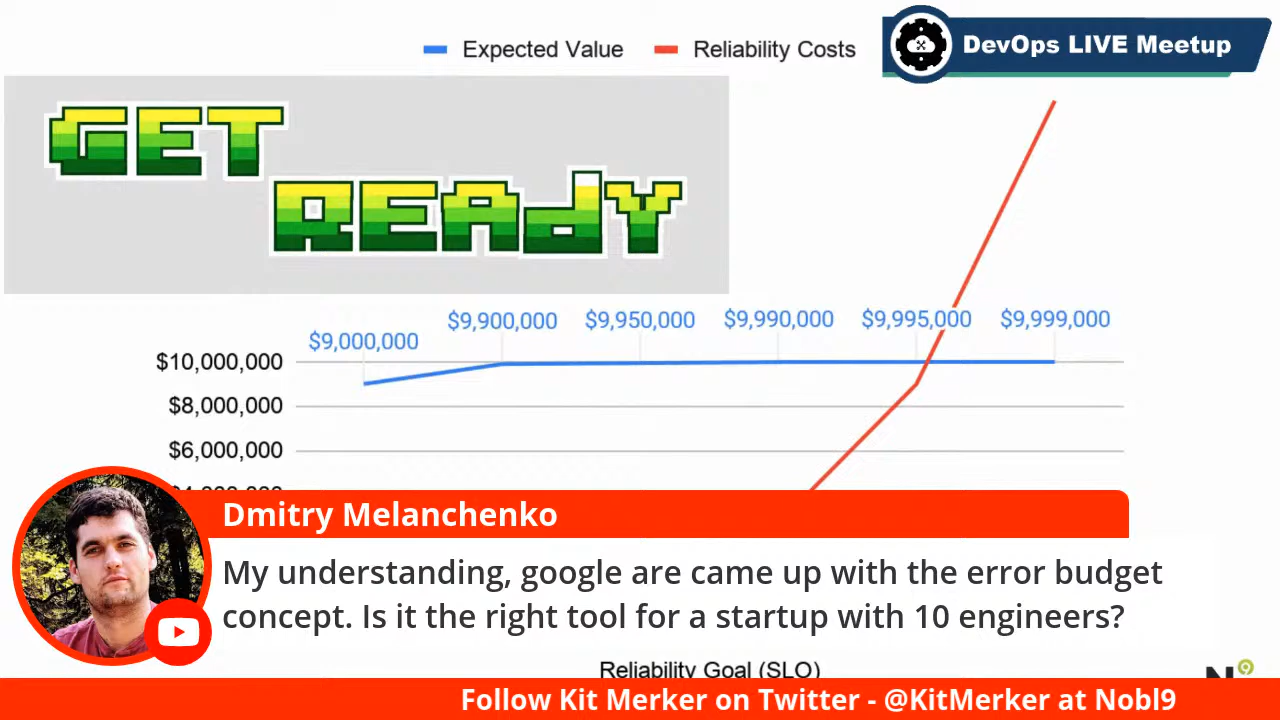 Expected Value
Reliability Costs
DevOps LIVE Meetup
GET
READY
$9,000,000
$9,900,000
$9,950,000
$9,990,000
$9,995,000
$9,999,000
$10,000,000
$8,000,000
$6,000,000
Dmitry Melanchenko
My understanding, google are came up with the error budget
concept. Is it the right tool for a startup with 10 engineers?
Reliability Goal (SLO)
Follow Kit Merker on Twitter - @KitMerker at Nobl9